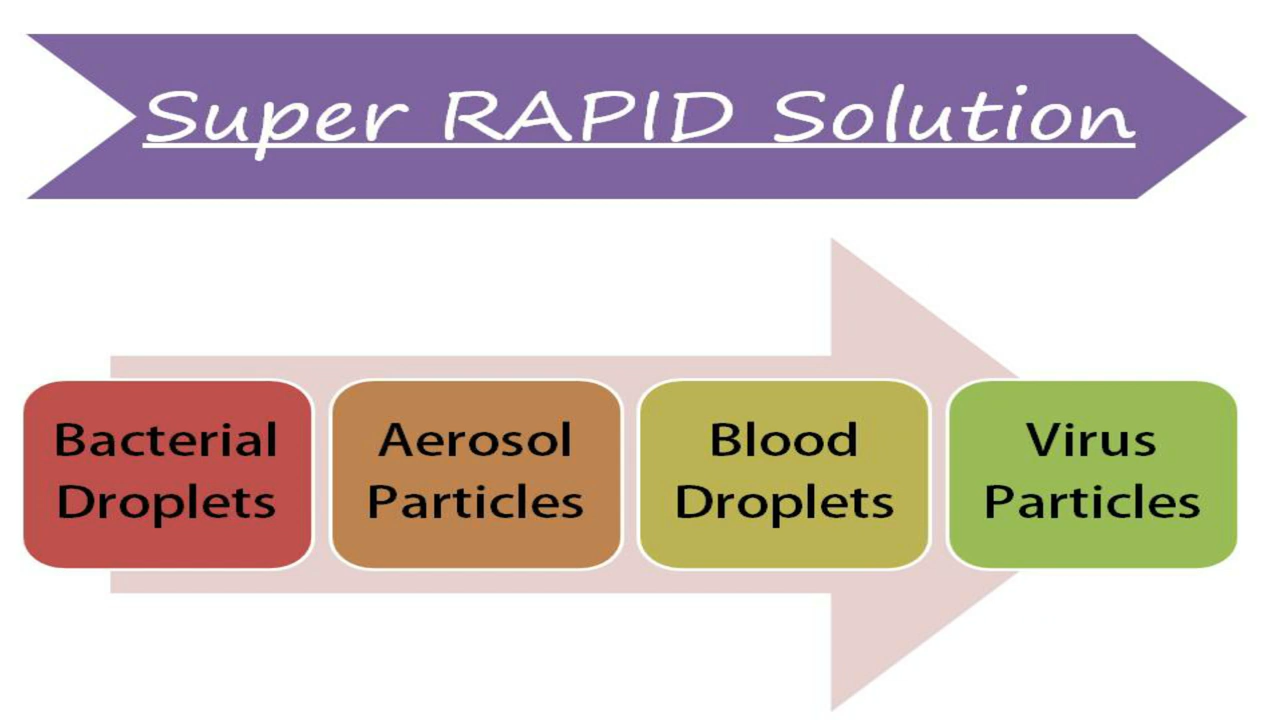 Super RAPID Solution
Bacterial
Droplets
Aerosol
Particles
Blood
Droplets
Virus
Particles